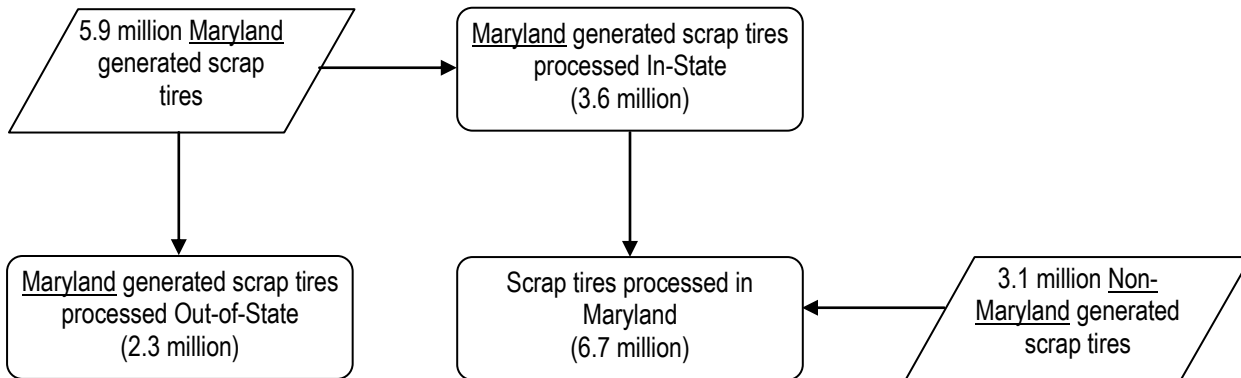 5.9 million Maryland
generated scrap
tires
Maryland generated scrap tires
processed In-State
(3.6 million)
Maryland generated scrap tires
processed Out-of-State
(2.3 million)
Scrap tires processed in
Maryland
(6.7 million)
3.1 million Non-
Maryland generated
scrap tires